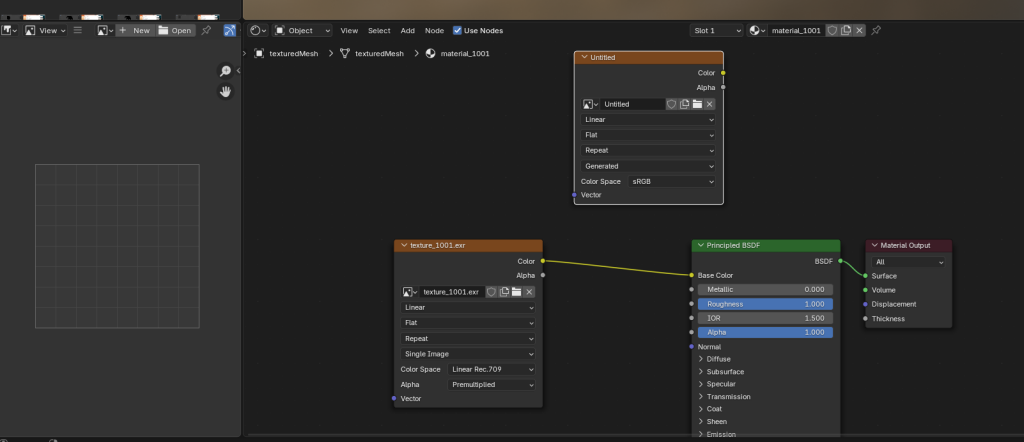 View
New
Open
Object
View
Select
Add
Node
Use Nodes
Slot 1
material_1001
texturedMesh > texturedMesh > material_1001
Untitled
Color
Alpha
Untitled
Linear
Flat
Repeat
Generated
Color Space sRGB
Vector
texture_1001.exr
Color
Alpha
texture_1001.exr
Linear
Flat
Repeat
Single Image
Color Space Linear Rec.709
Alpha Premultiplied
Vector
Principled BSDF
BSDF
Base Color
Metallic 0.000
Roughness 1.000
IOR 1.500
Alpha 1.000
Normal
Diffuse
Subsurface
Specular
Transmission
Coat
Sheen
Emission
Material Output
All
Surface
Volume
Displacement
Thickness